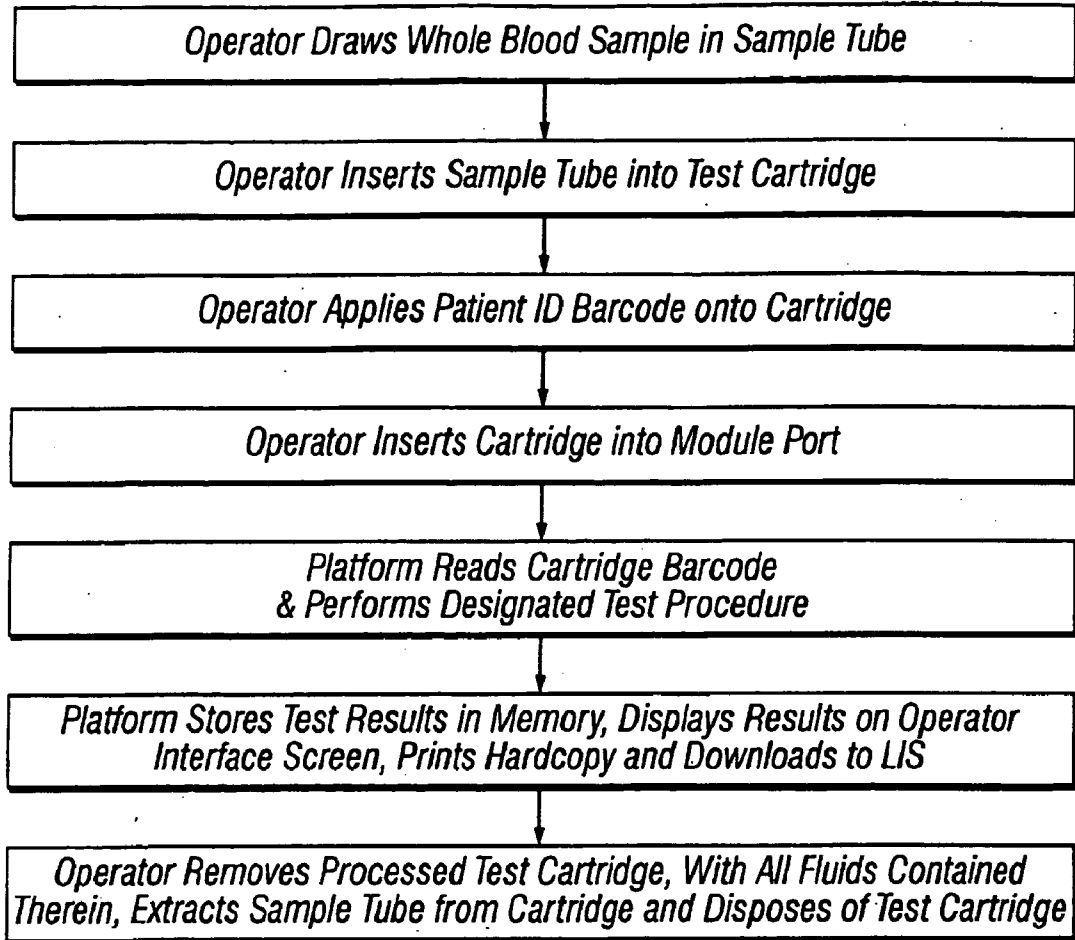 Operator Draws Whole Blood Sample in Sample Tube
Operator Inserts Sample Tube into Test Cartridge
Operator Applies Patient ID Barcode onto Cartridge
Operator Inserts Cartridge into Module Port
Platform Reads Cartridge Barcode
& Performs Designated Test Procedure
Platform Stores Test Results in Memory, Displays Results on Operator
Interface Screen, Prints Hardcopy and Downloads to LIS
Operator Removes Processed Test Cartridge, With All Fluids Contained
Therein, Extracts Sample Tube from Cartridge and Disposes of Test Cartridge